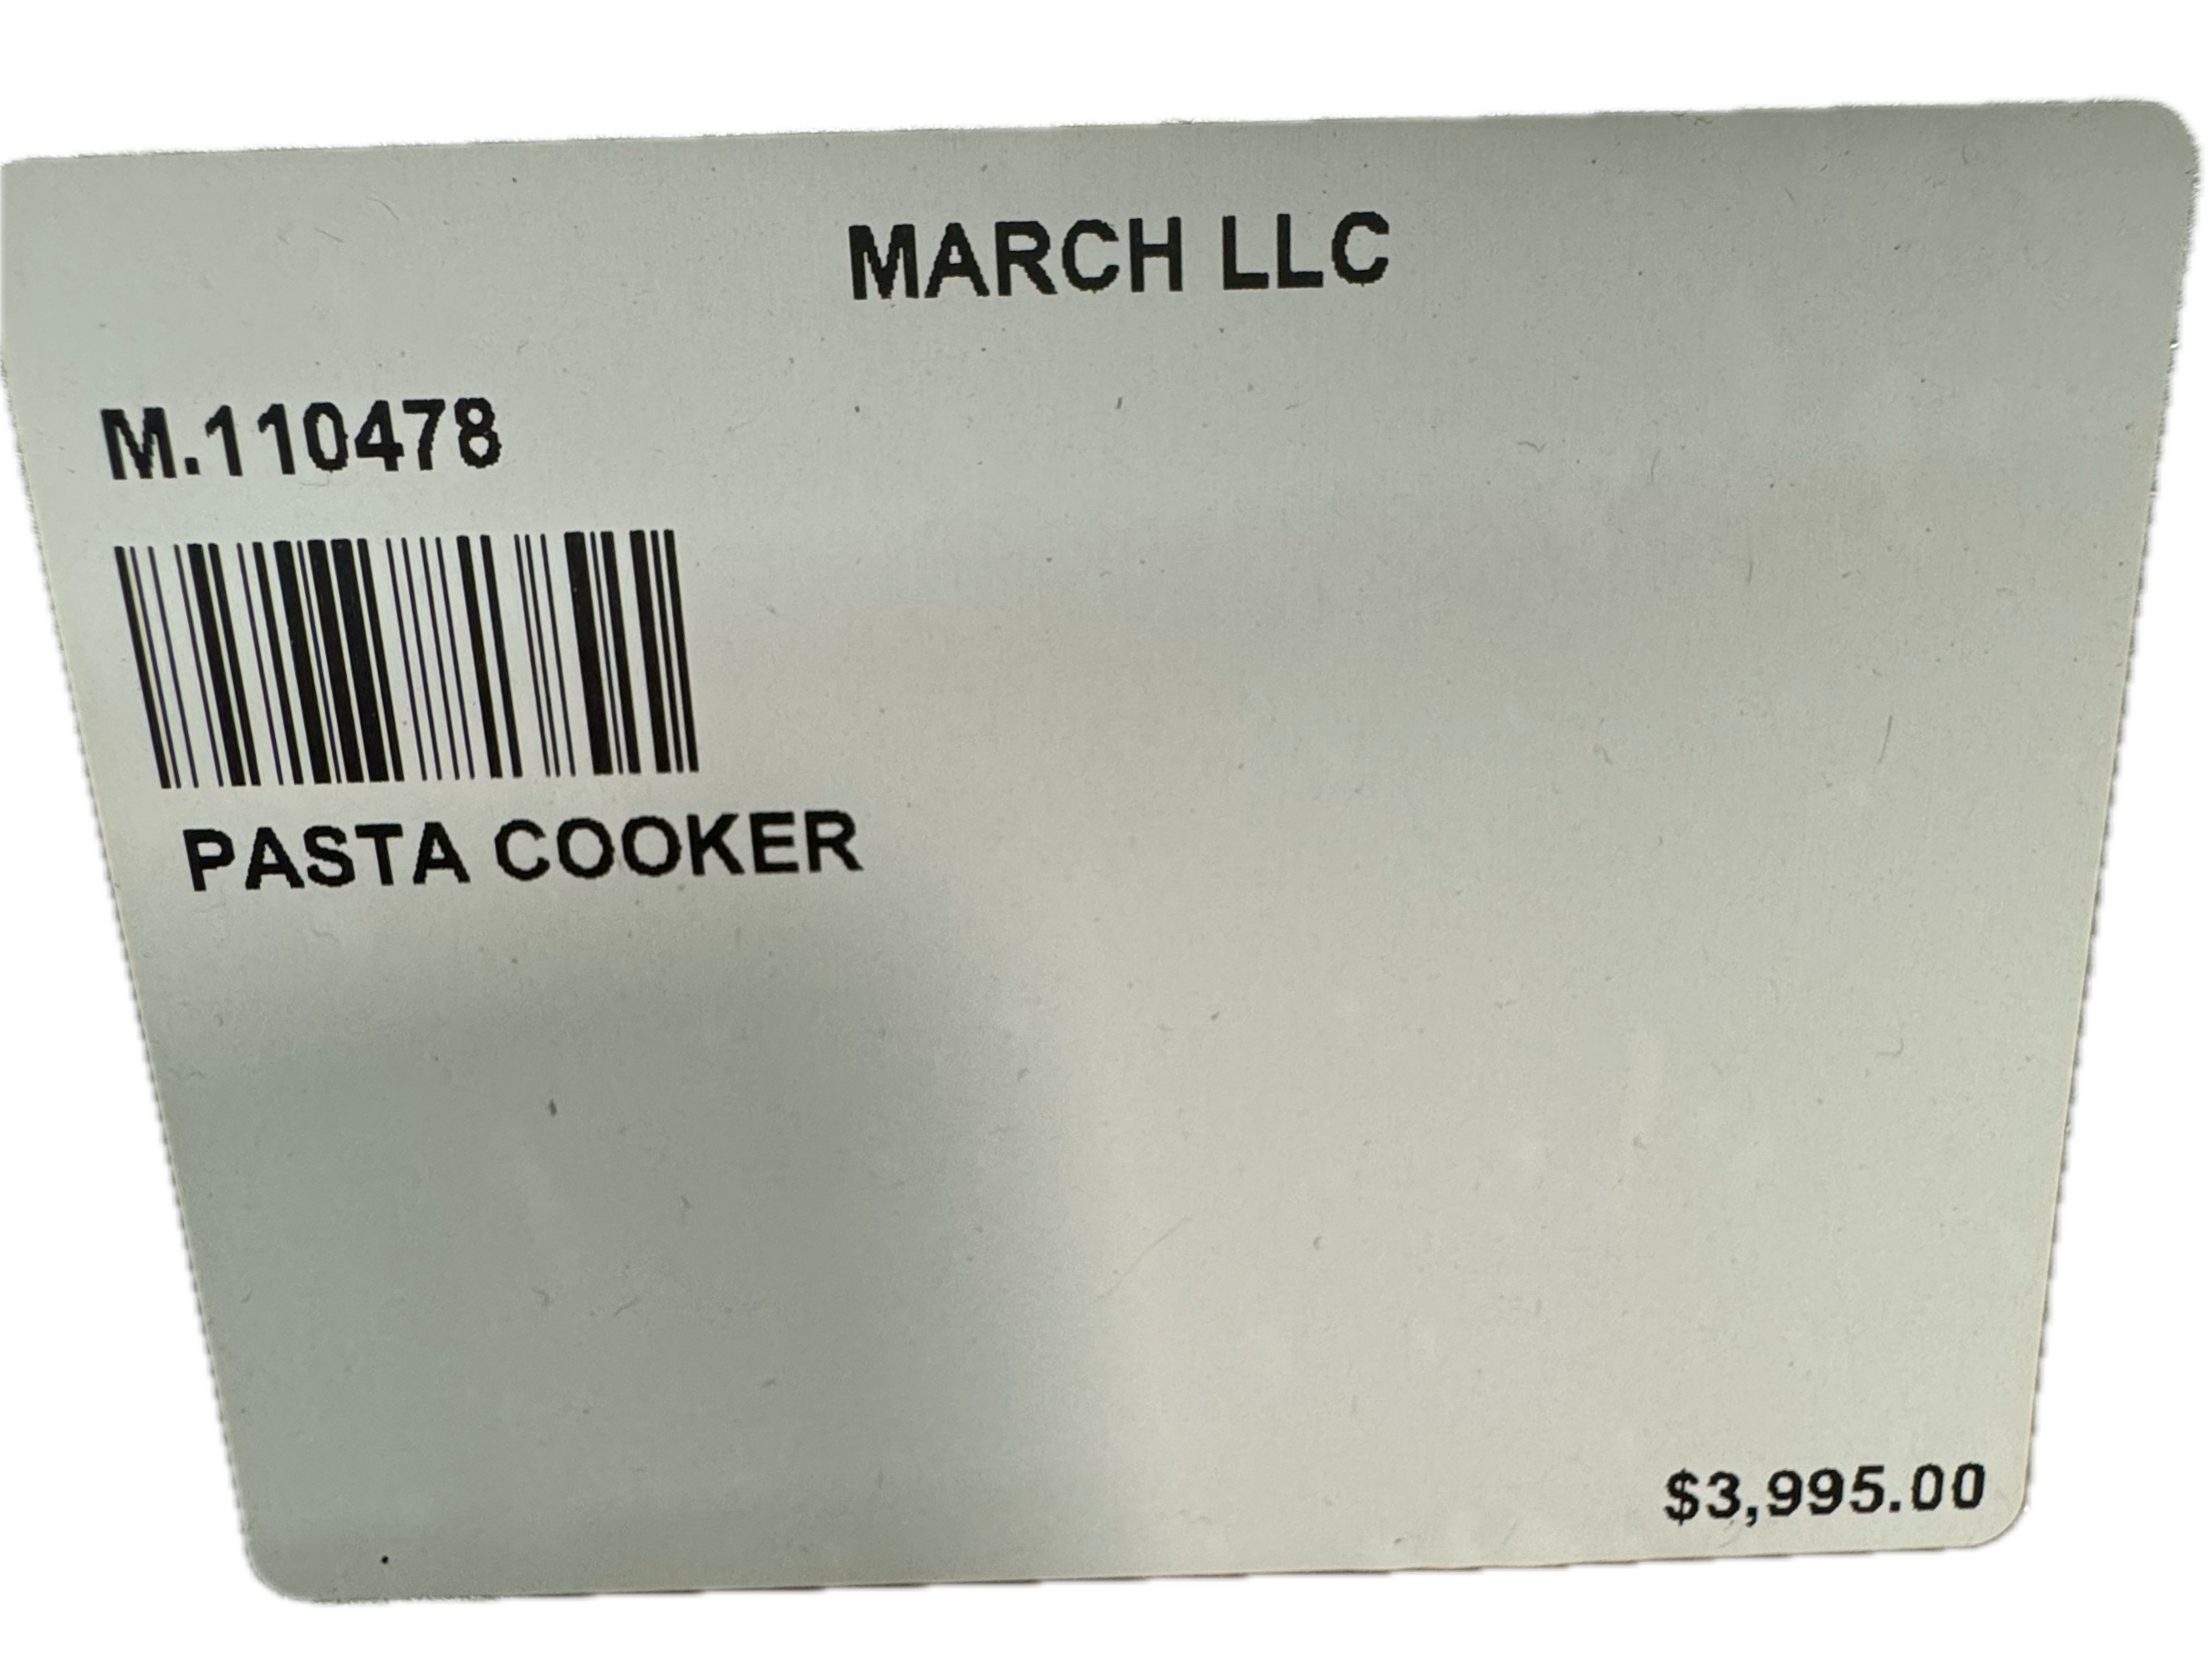 MARCH LLC
M.110478
PASTA COOKER
$3,995.00